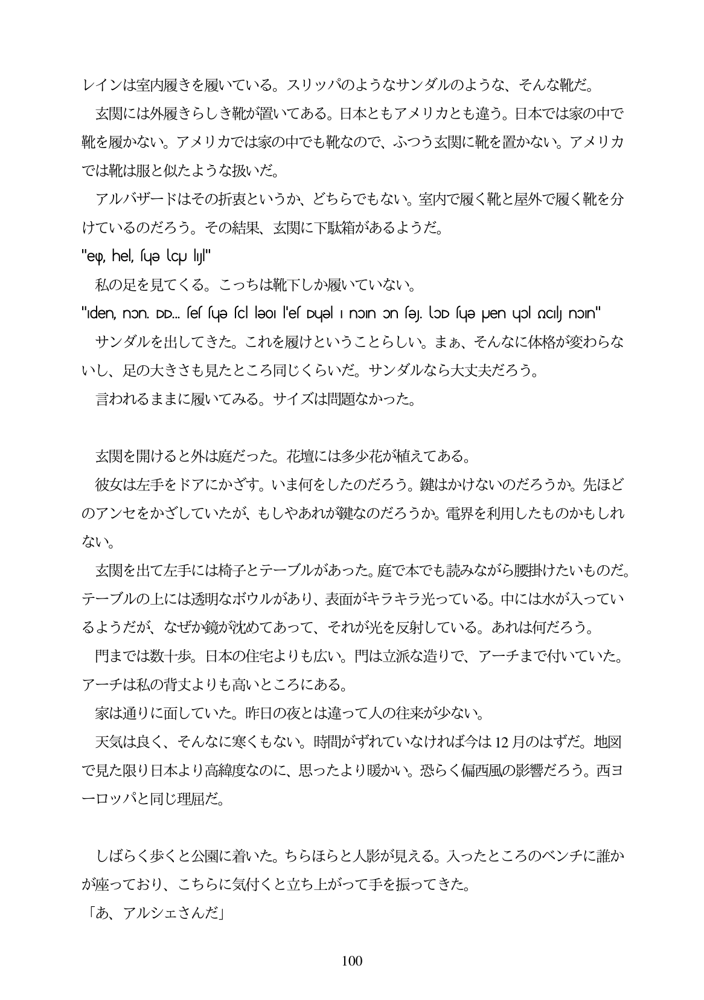 レインは室内履きを履いている。スリッパのようなサンダルのような、そんな靴だ。
玄関には外履きらしき靴が置いてある。日本ともアメリカとも違う。日本では家の中で
靴を履かない。アメリカでは家の中でも靴なので、ふつう玄関に靴を置かない。アメリカ
では靴は服と似たような扱いだ。
アルバザードはその折衷というか、どちらでもない。室内で履く靴と屋外で履く靴を分
けているのだろう。その結果、玄関に下駄箱があるようだ。
"eφ, hel,
私の足を見てくる。こっちは靴下しか履いていない。
"ıden, nɔn.
サンダルを出してきた。これを履けということらしい。まぁ、そんなに体格が変わらな
いし、足の大きさも見たところ同じくらいだ。サンダルなら大丈夫だろう。
言われるままに履いてみる。サイズは問題なかった。
玄関を開けると外は庭だった。花壇には多少花が植えてある。
彼女は左手をドアにかざす。いま何をしたのだろう。鍵はかけないのだろうか。先ほど
のアンセをかざしていたが、もしやあれが鍵なのだろうか。電界を利用したものかもしれ
ない。
玄関を出て左手には椅子とテーブルがあった。庭で本でも読みながら腰掛けたいものだ。
テーブルの上には透明なボウルがあり、表面がキラキラ光っている。中には水が入ってい
るようだが、なぜか鏡が沈めてあって、それが光を反射している。あれは何だろう。
門までは数十歩。日本の住宅よりも広い。門は立派な造りで、アーチまで付いていた。
アーチは私の背丈よりも高いところにある。
家は通りに面していた。昨日の夜とは違って人の往来が少ない。
天気は良く、そんなに寒くもない。時間がずれていなければ今は 12 月のはずだ。地図
で見た限り日本より高緯度なのに、思ったより暖かい。恐らく偏西風の影響だろう。西ヨ
ーロッパと同じ理屈だ。
しばらく歩くと公園に着いた。ちらほらと人影が見える。入ったところのベンチに誰か
が座っており、こちらに気付くと立ち上がって手を振ってきた。
「あ、アルシェさんだ」
100